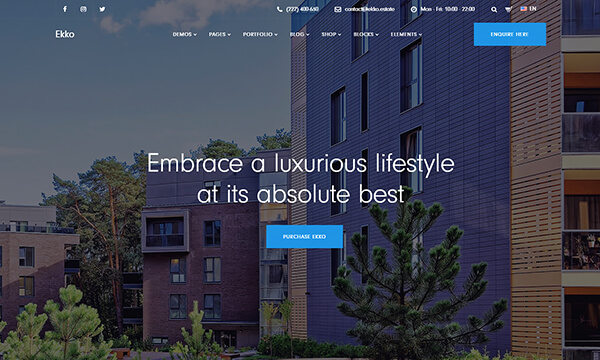 (222) 400-630
contact@ekko.estate
Mon - Fri: 10:00 - 22:00
EN
Ekko
DEMOS
PAGES
PORTFOLIO
BLOG
SHOP
BLOCKS
ELEMENTS
ENQUIRE HERE
Embrace a luxurious lifestyle
at its absolute best
PURCHASE EKKO